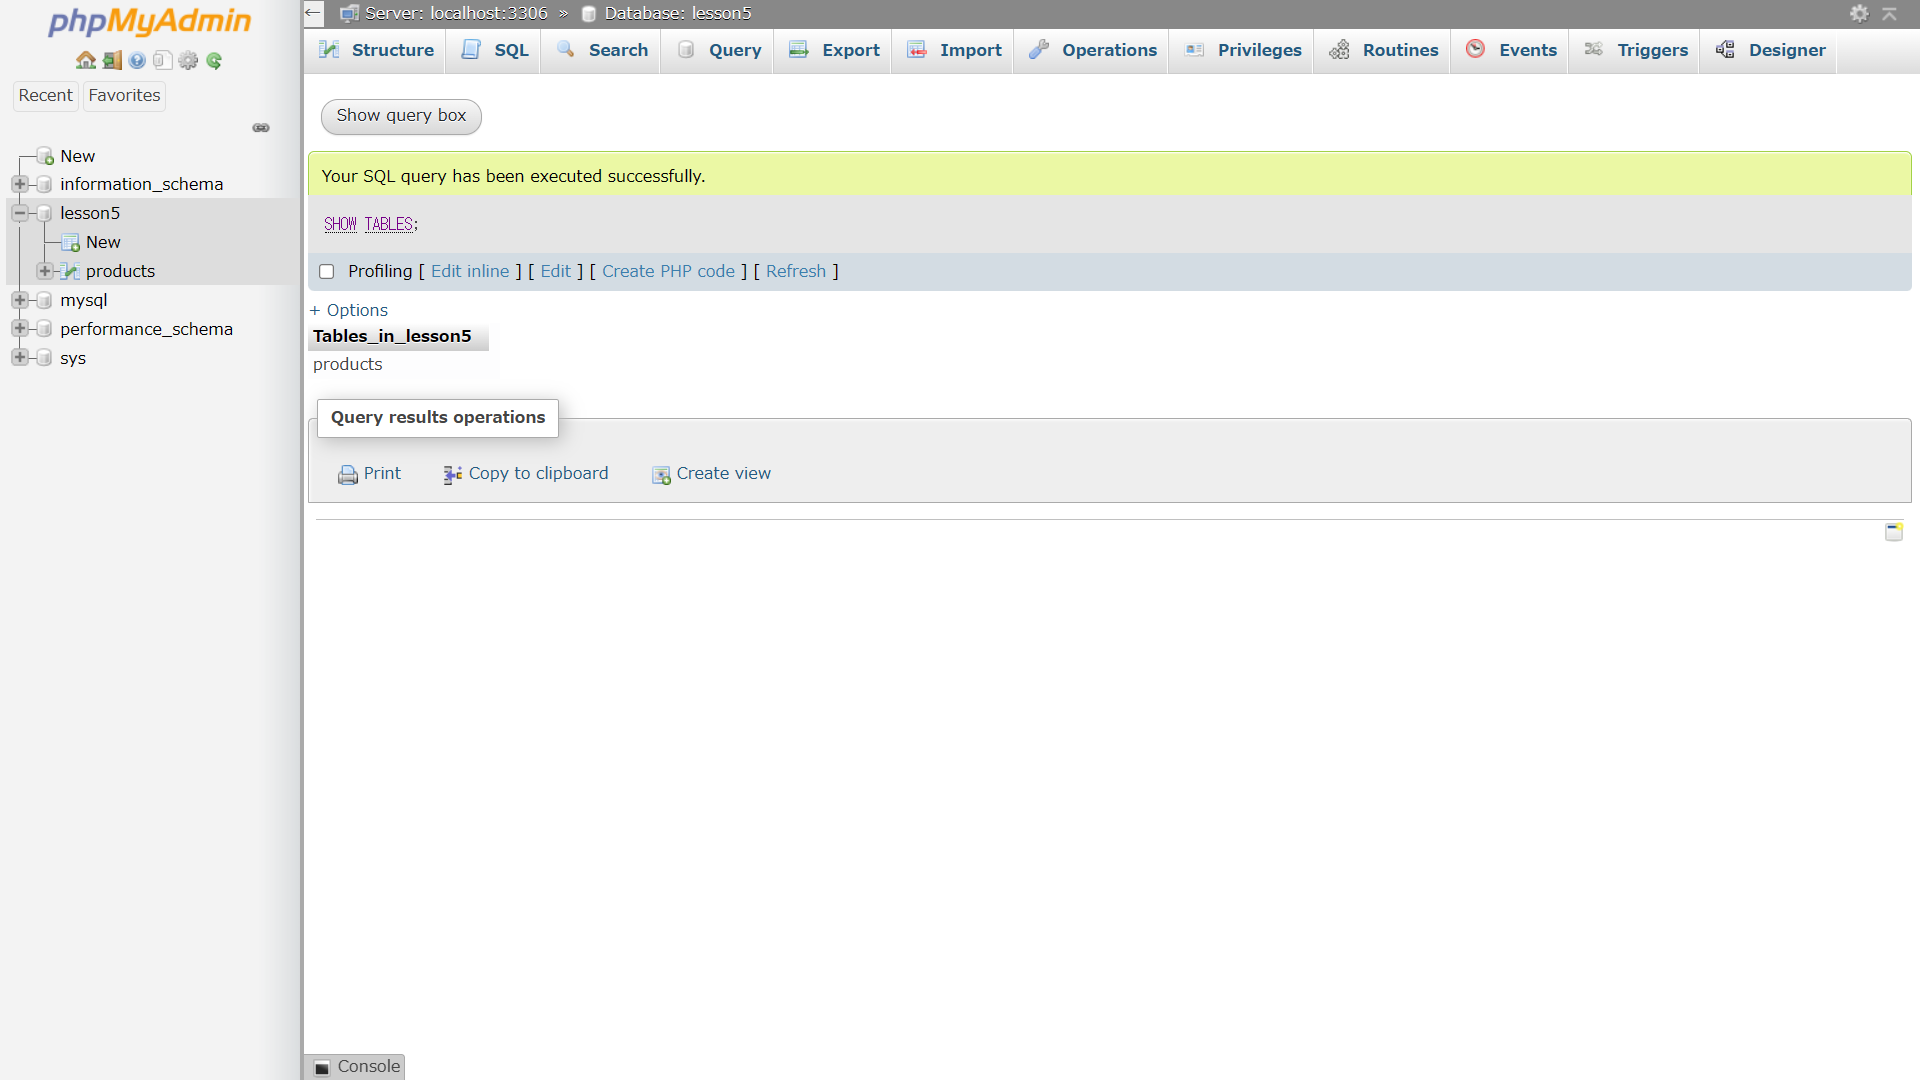 phpMyAdmin
Recent Favorites
New
information_schema
lesson5
New
products
mysql
performance_schema
sys
Server: localhost:3306 » Database: lesson5
Structure SQL Search Query Export Import Operations Privileges Routines Events Triggers Designer
Show query box
Your SQL query has been executed successfully.
SHOW TABLES;
Profiling [ Edit inline ] [ Edit ] [ Create PHP code ] [ Refresh ]
+ Options
Tables_in_lesson5
products
Query results operations
Print Copy to clipboard Create view
Console